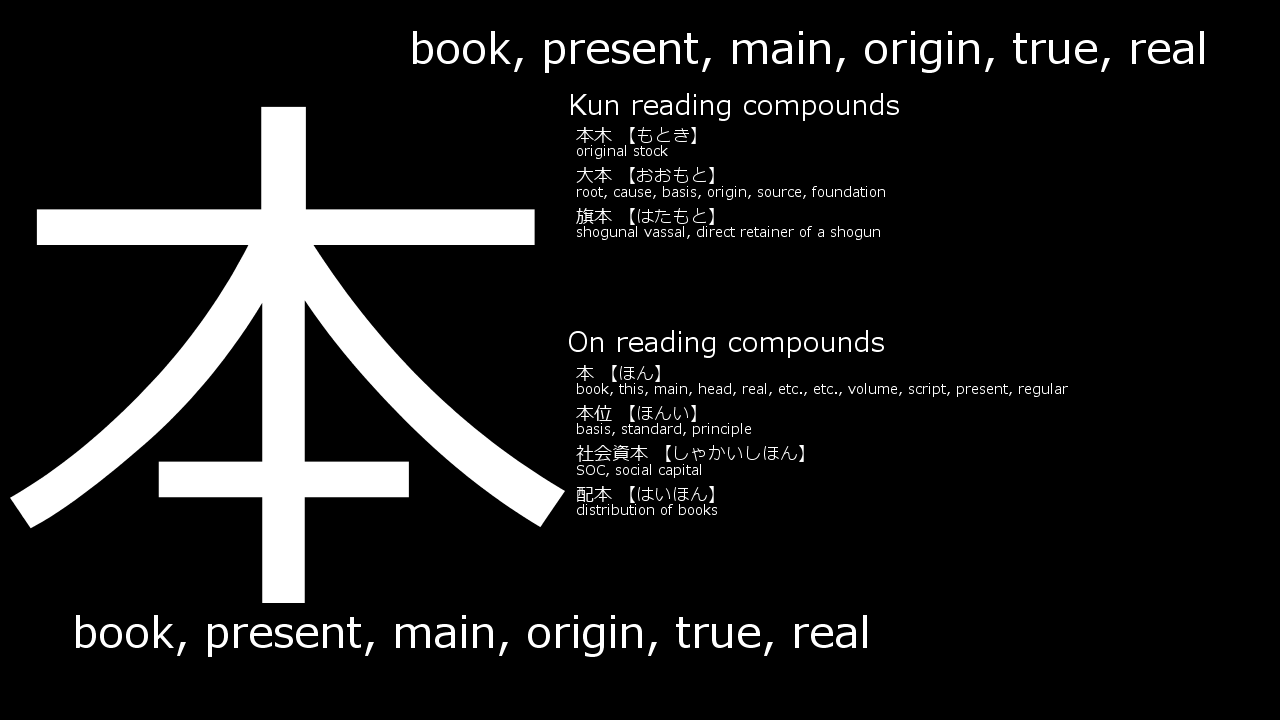 book, present, main, origin, true, real
本
Kun reading compounds
本木 【もとき】
original stock
大本 【おおもと】
root, cause, basis, origin, source, foundation
旗本 【はたもと】
shogunal vassal, direct retainer of a shogun
On reading compounds
本 【ほん】
book, this, main, head, real, etc., etc., volume, script, present, regular
本位 【ほんい】
basis, standard, principle
社会資本 【しゃかいしほん】
SOC, social capital
配本 【はいほん】
distribution of books
book, present, main, origin, true, real